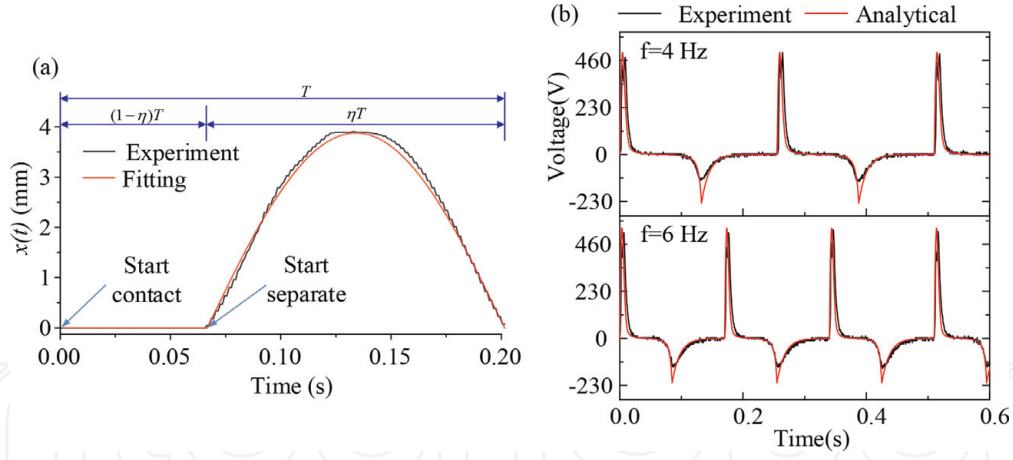 (a)
T
(1−η)T
ηT
4
3
2
1
0
x(t) (mm)
Experiment
Fitting
Start
contact
Start
separate
0.00
0.05
0.10
0.15
0.20
Time (s)
(b)
Experiment
Analytical
f=4 Hz
460
230
0
-230
Voltage(V)
f=6 Hz
460
230
0
-230
0.0
0.2
0.4
0.6
Time(s)